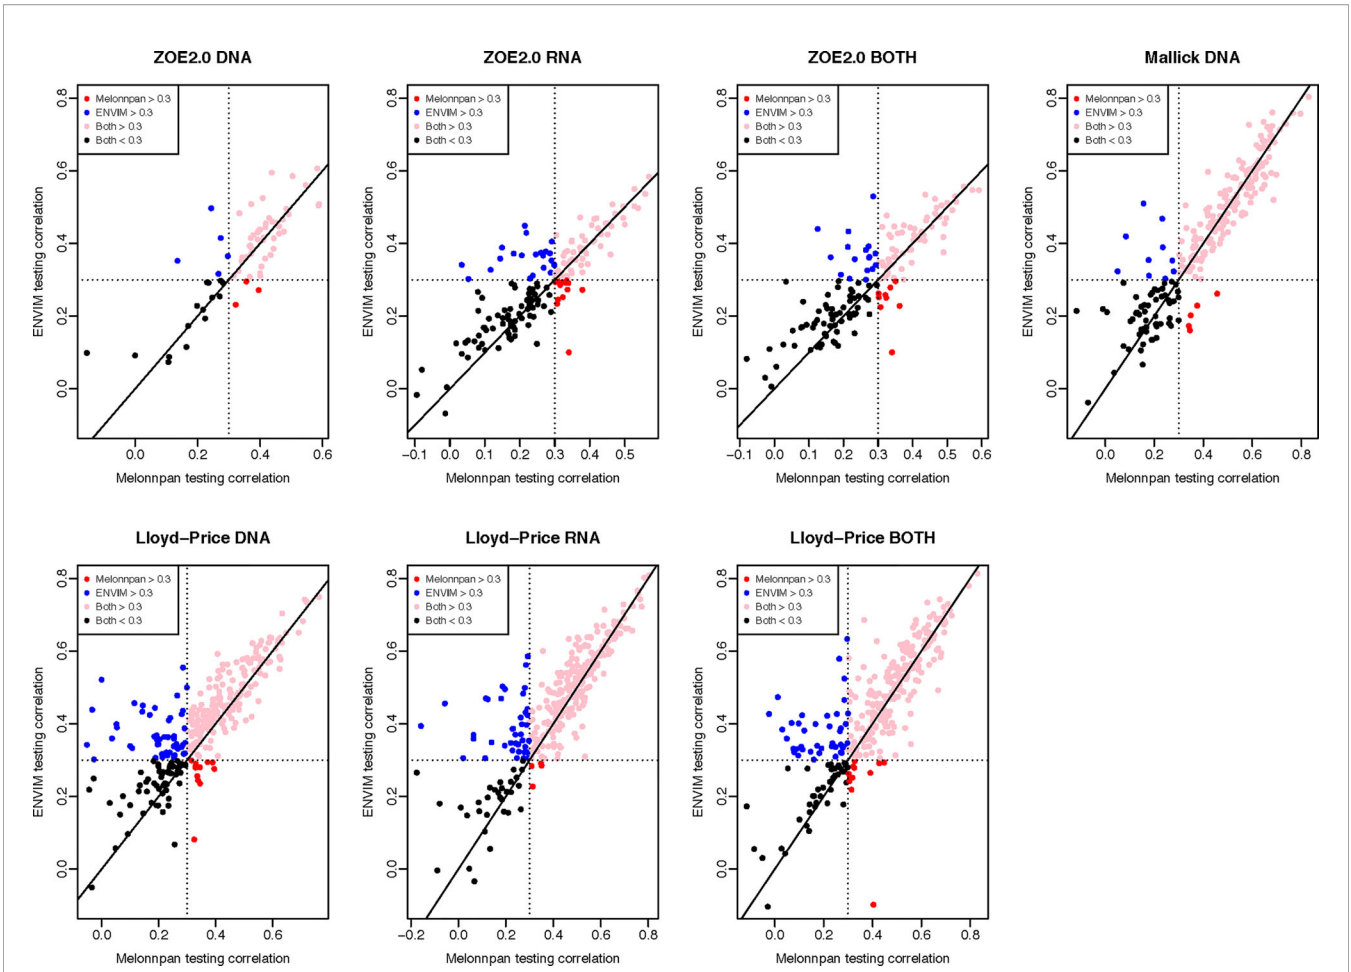 ZOE2.0 DNA
Melonnpan > 0.3
ENVIM > 0.3
Both > 0.3
Both < 0.3
ENVIM testing correlation
0.0 0.2 0.4 0.6 0.8
0.0 0.2 0.4 0.6
Melonnpan testing correlation
ZOE2.0 RNA
Melonnpan > 0.3
ENVIM > 0.3
Both > 0.3
Both < 0.3
ENVIM testing correlation
0.0 0.2 0.4 0.6 0.8
−0.1 0.0 0.1 0.2 0.3 0.4 0.5
Melonnpan testing correlation
ZOE2.0 BOTH
Melonnpan > 0.3
ENVIM > 0.3
Both > 0.3
Both < 0.3
ENVIM testing correlation
0.0 0.2 0.4 0.6 0.8
−0.1 0.0 0.1 0.2 0.3 0.4 0.5 0.6
Melonnpan testing correlation
Mallick DNA
Melonnpan > 0.3
ENVIM > 0.3
Both > 0.3
Both < 0.3
ENVIM testing correlation
0.0 0.2 0.4 0.6 0.8
0.0 0.2 0.4 0.6 0.8
Melonnpan testing correlation
Lloyd−Price DNA
Melonnpan > 0.3
ENVIM > 0.3
Both > 0.3
Both < 0.3
ENVIM testing correlation
0.0 0.2 0.4 0.6 0.8
0.0 0.2 0.4 0.6
Melonnpan testing correlation
Lloyd−Price RNA
Melonnpan > 0.3
ENVIM > 0.3
Both > 0.3
Both < 0.3
ENVIM testing correlation
0.0 0.2 0.4 0.6 0.8
−0.2 0.0 0.2 0.4 0.6 0.8
Melonnpan testing correlation
Lloyd−Price BOTH
Melonnpan > 0.3
ENVIM > 0.3
Both > 0.3
Both < 0.3
ENVIM testing correlation
0.0 0.2 0.4 0.6 0.8
0.0 0.2 0.4 0.6 0.8
Melonnpan testing correlation